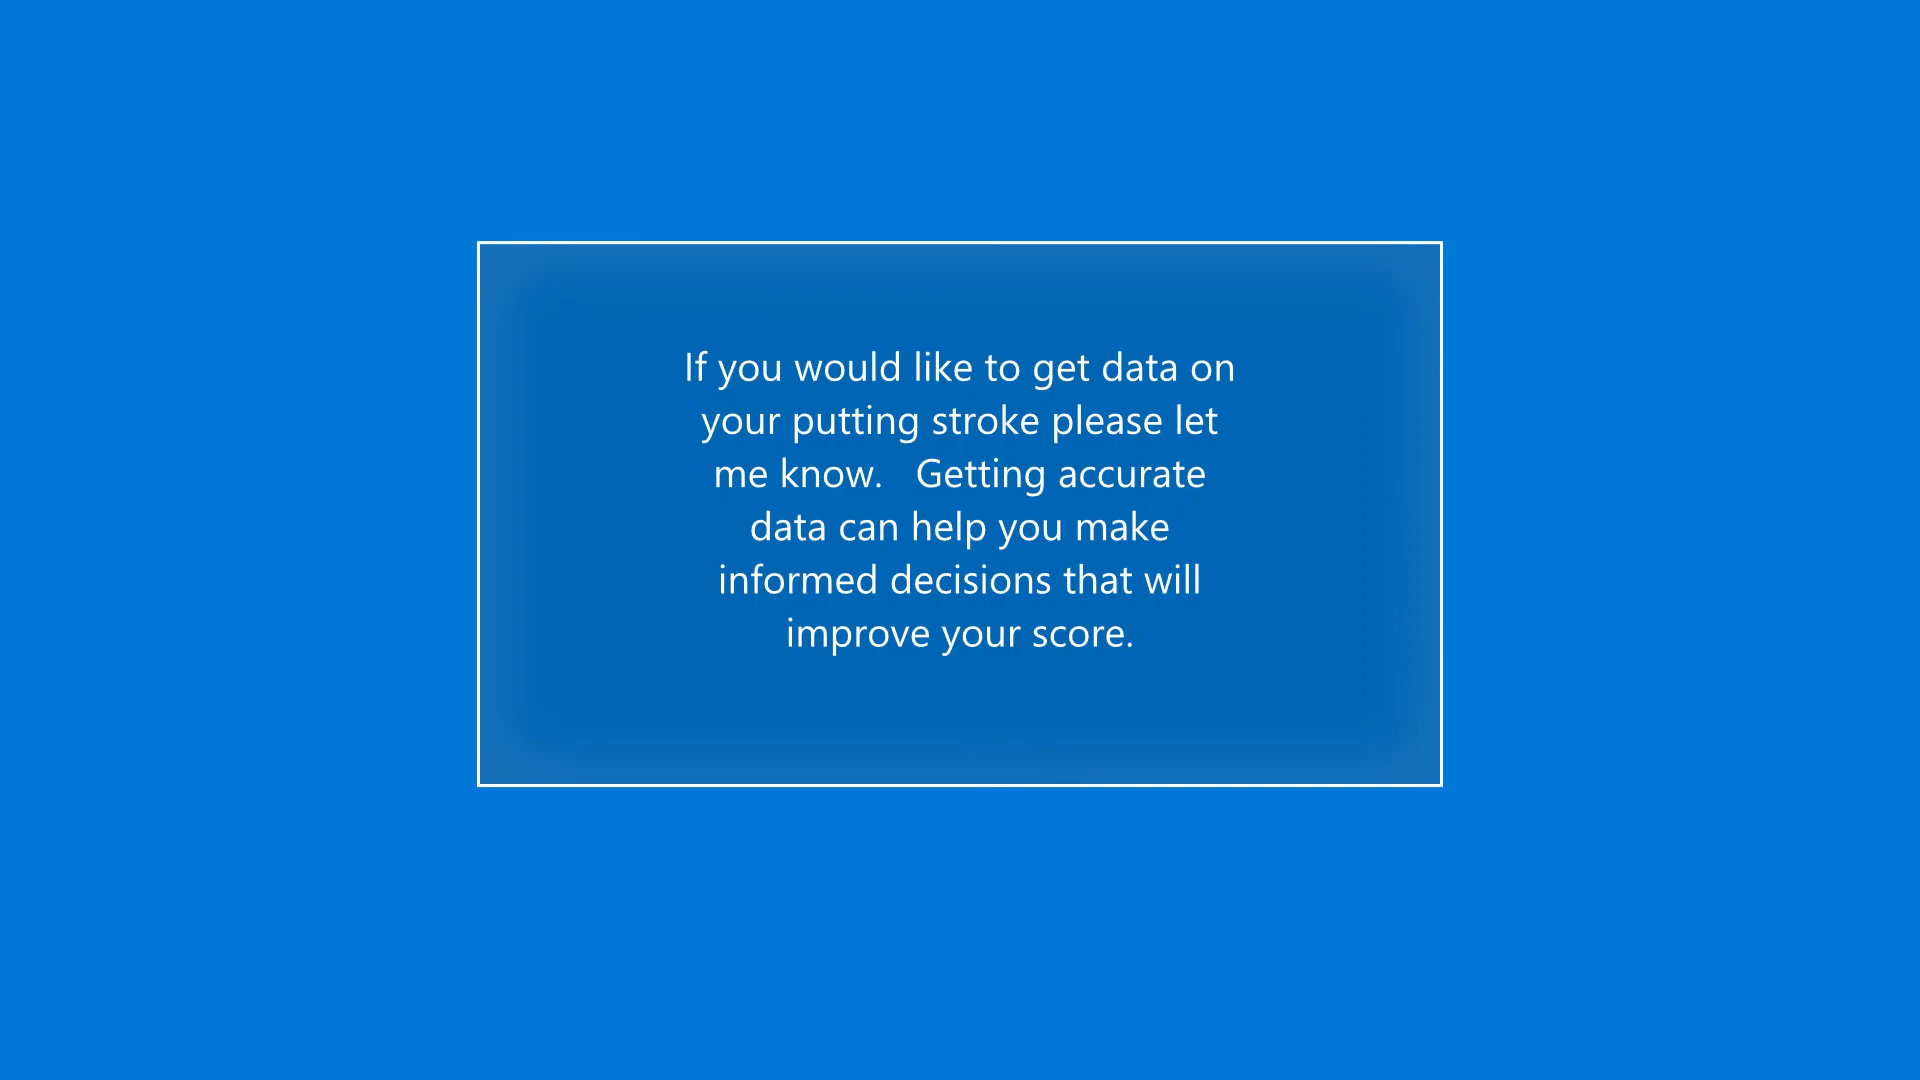 If you would like to get data on
your putting stroke please let
me know.   Getting accurate
data can help you make
informed decisions that will
improve your score.